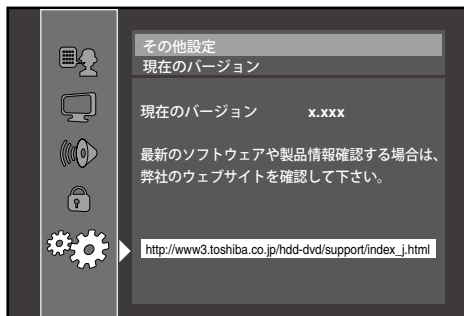 その他設定
現在のバージョン
現在のバージョン x.xxx
最新のソフトウェアや製品情報確認する場合は、
弊社のウェブサイトを確認して下さい。
http://www3.toshiba.co.jp/hdd-dvd/support/index_j.html